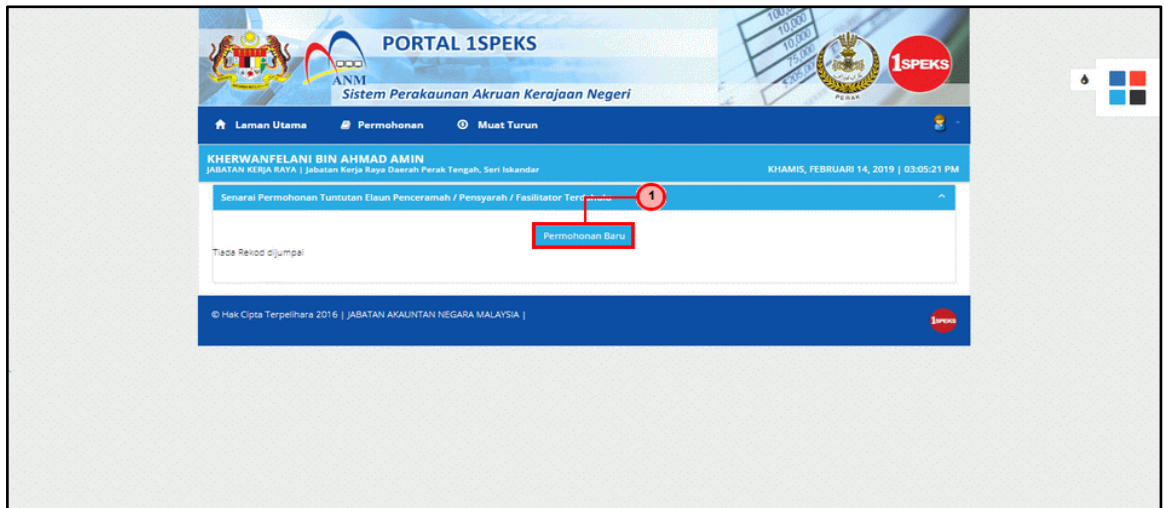 PORTAL 1SPEKS
ANM
Sistem Perakaunan Akruan Kerajaan Negeri
PERAK
1SPEKS
Laman Utama Permohonan Muat Turun
KHERWANFELANI BIN AHMAD AMIN
JABATAN KERJA RAYA | Jabatan Kerja Raya Daerah Perak Tengah, Seri Iskandar
KHAMIS, FEBRUARI 14, 2019 | 03:05:21 PM
Senarai Permohonan Tuntutan Elaun Penceramah / Pensyarah / Fasilitator
1
Permohonan Baru
Tiada Rekod dijumpai
© Hak Cipta Terpelihara 2016 | JABATAN AKAUNTAN NEGARA MALAYSIA |
1SPEKS